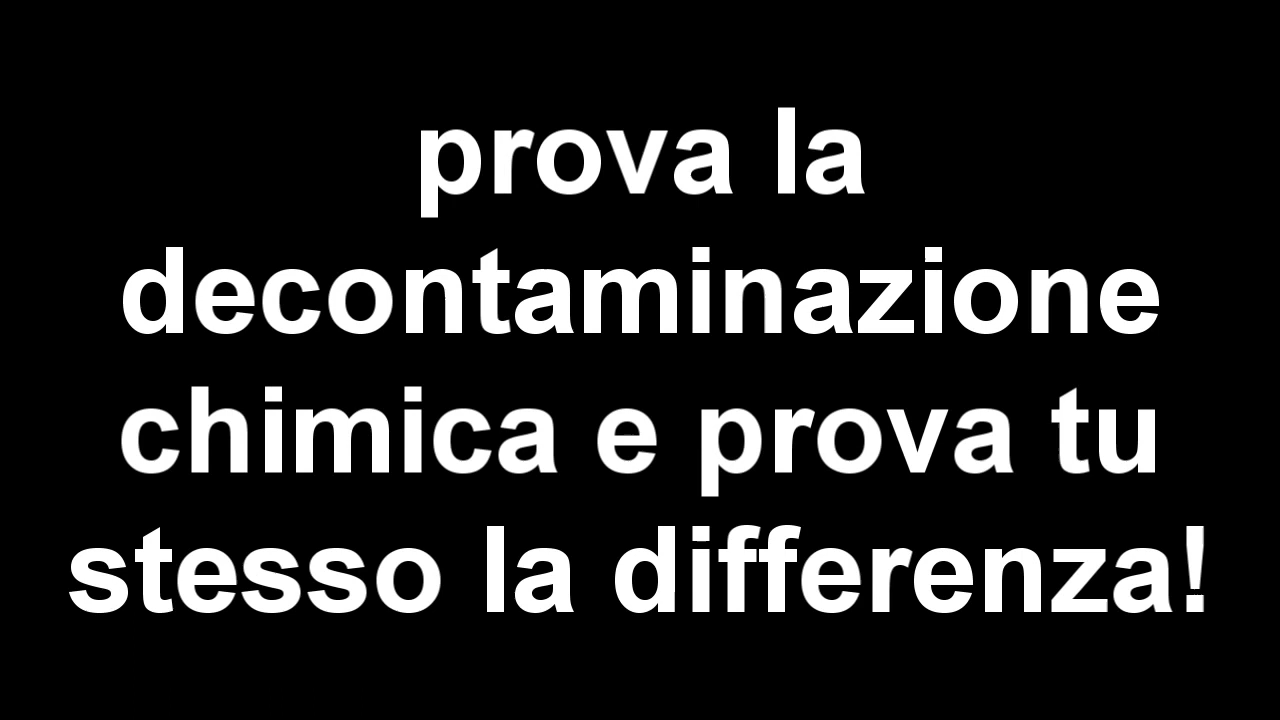 prova la
decontaminazione
chimica e prova tu
stesso la differenza!